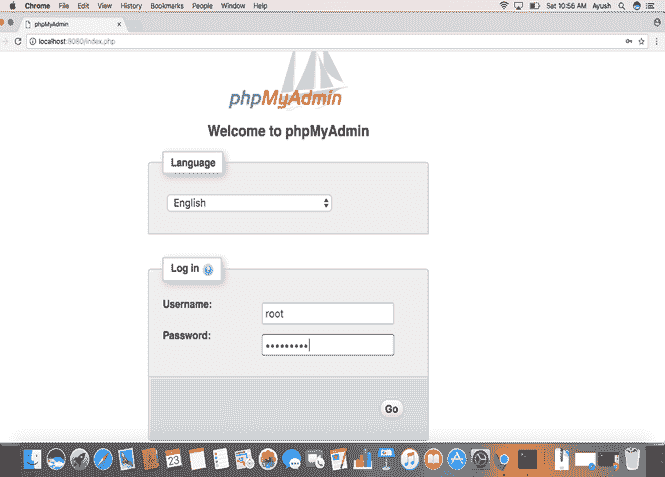 Chrome File Edit View History Bookmarks People Window Help Sat 10:56 AM Ayush
phpMyAdmin
localhost:8080/index.php
phpMyAdmin
Welcome to phpMyAdmin
Language
English
Log in
Username:
root
Password:
•••••••••
Go
23